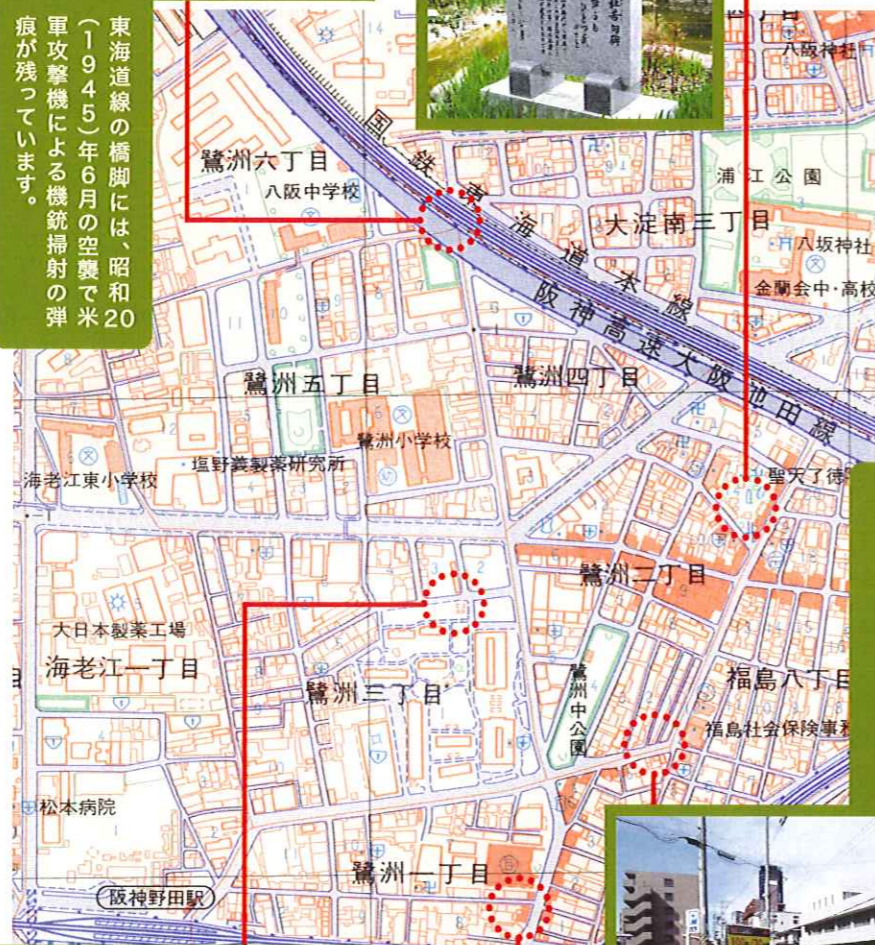 東海道線の橋脚には、昭和20
(1945)年6月の空襲で米
軍攻撃機による機銃掃射の弾
痕が残っています。
八阪神社
国鉄東海道本線
鷺洲六丁目
八阪中学校
浦江公園
大淀南三丁目
八坂神社
金蘭会中・高校
阪神高速大阪池田線
鷺洲五丁目
鷺洲四丁目
鷺洲小学校
塩野義製薬研究所
海老江東小学校
聖天了徳
鷺洲二丁目
大日本製薬工場
海老江一丁目
鷺洲三丁目
鷺洲中公園
福島八丁目
福島社会保険事務
松本病院
鷺洲一丁目
阪神野田駅